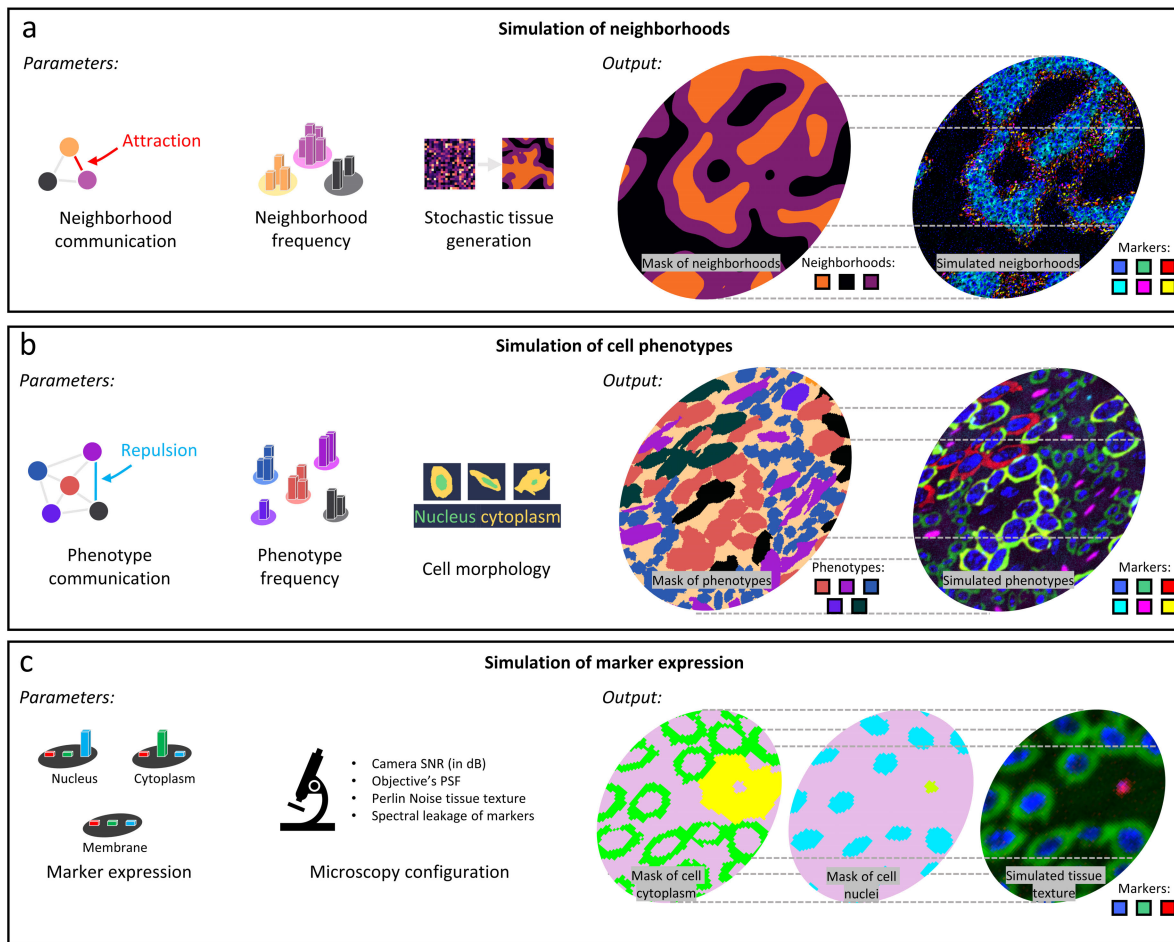 a
Simulation of neighborhoods
Parameters:
Output:
Attraction
Neighborhood
communication
Neighborhood
frequency
Stochastic tissue
generation
Mask of neighborhoods
Neighborhoods:
Simulated neigborhoods
Markers:
b
Simulation of cell phenotypes
Parameters:
Output:
Repulsion
Nucleus cytoplasm
Phenotype
communication
Phenotype
frequency
Cell morphology
Mask of phenotypes
Phenotypes:
Simulated phenotypes
Markers:
c
Simulation of marker expression
Parameters:
Output:
Nucleus
Cytoplasm
Membrane
Marker expression
• Camera SNR (in dB)
• Objective's PSF
• Perlin Noise tissue texture
• Spectral leakage of markers
Microscopy configuration
Mask of cell
cytoplasm
Mask of cell
nuclei
Simulated tissue
texture
Markers: